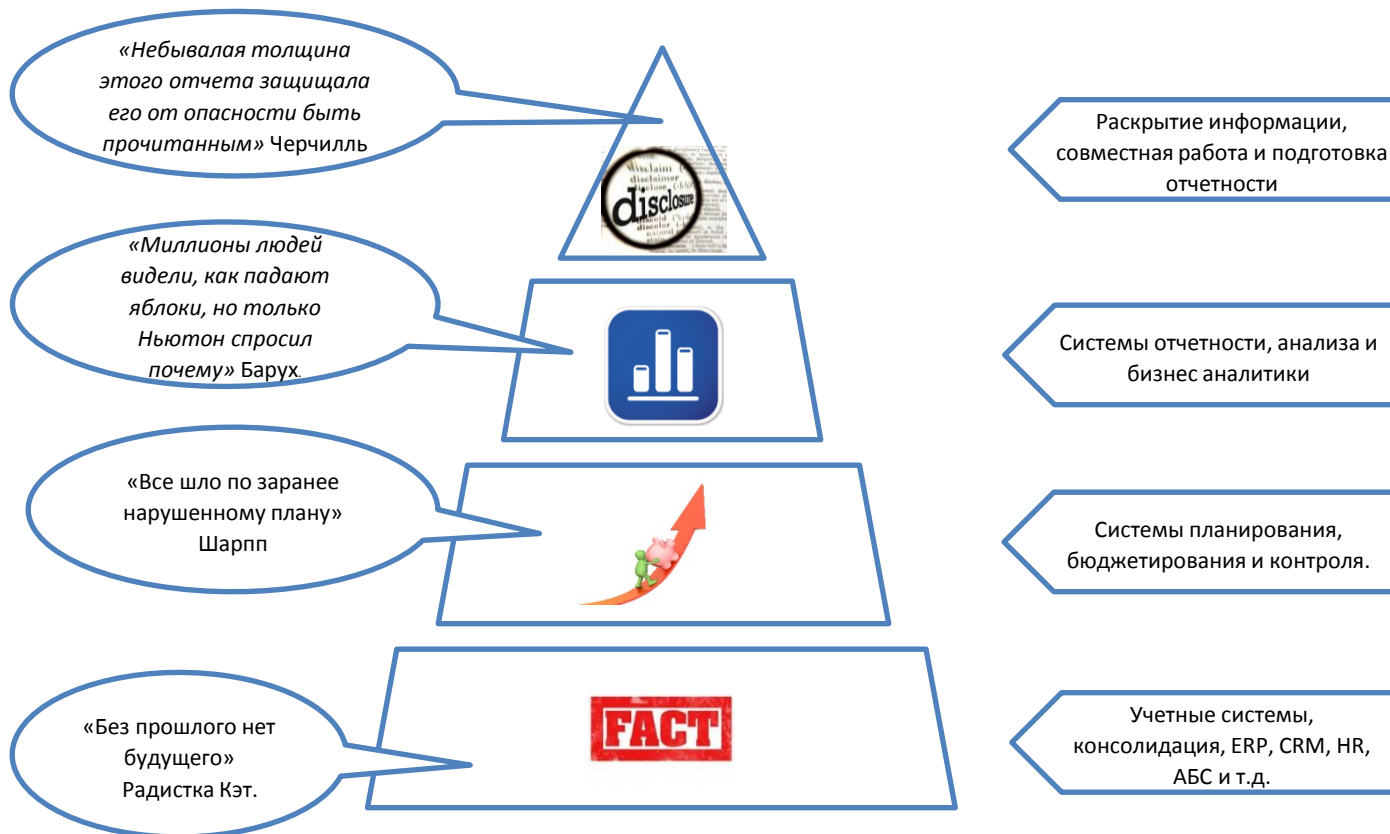 «Небывалая толщина
этого отчета защищала
его от опасности быть
прочитанным» Черчилль
disclaim
disclaimer
disclosure
Раскрытие информации,
совместная работа и подготовка
отчетности
«Миллионы людей
видели, как падают
яблоки, но только
Ньютон спросил
почему» Барух.
Системы отчетности, анализа и
бизнес аналитики
«Все шло по заранее
нарушенному плану»
Шарпп
Системы планирования,
бюджетирования и контроля.
«Без прошлого нет
будущего»
Радистка Кэт.
FACT
Учетные системы,
консолидация, ERP, CRM, HR,
АБС и т.д.